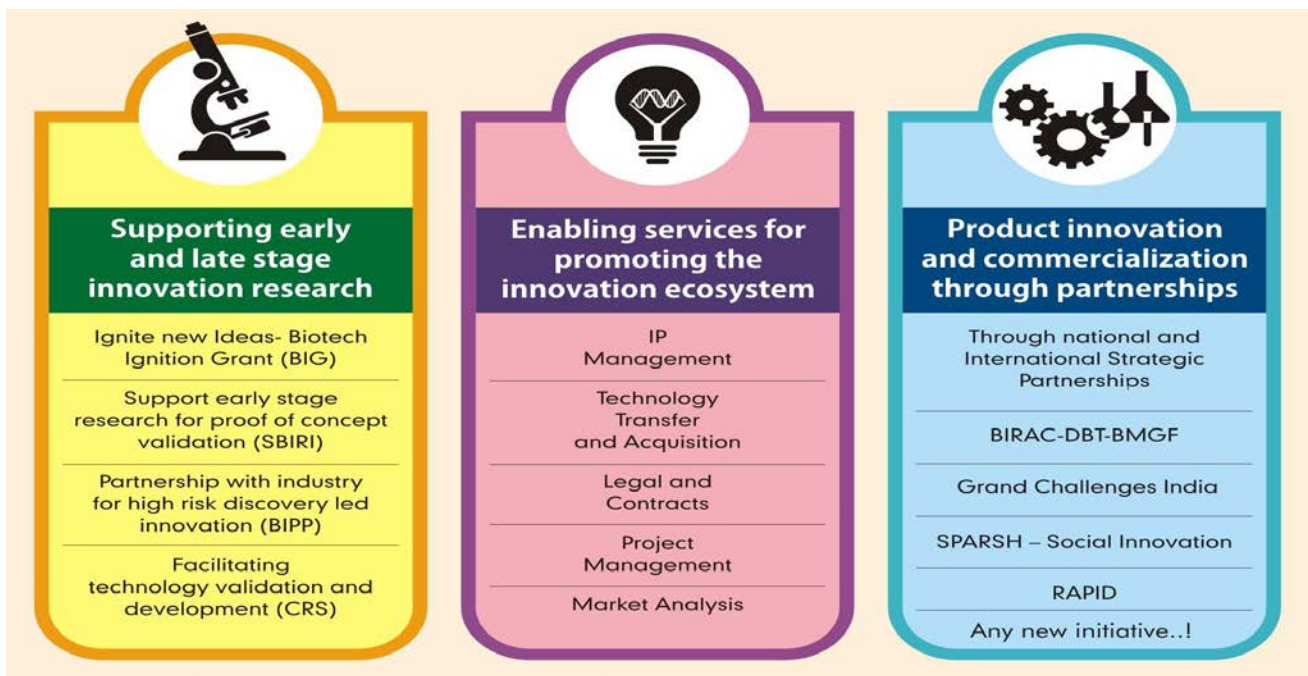 Supporting early
and late stage
innovation research
Ignite new Ideas- Biotech
Ignition Grant (BIG)
Support early stage
research for proof of concept
validation (SBIRI)
Partnership with industry
for high risk discovery led
innovation (BIPP)
Facilitating
technology validation and
development (CRS)
Enabling services for
promoting the
innovation ecosystem
IP
Management
Technology
Transfer
and Acquisition
Legal and
Contracts
Project
Management
Market Analysis
Product innovation
and commercialization
through partnerships
Through national and
International Strategic
Partnerships
BIRAC-DBT-BMGF
Grand Challenges India
SPARSH – Social Innovation
RAPID
Any new initiative..!